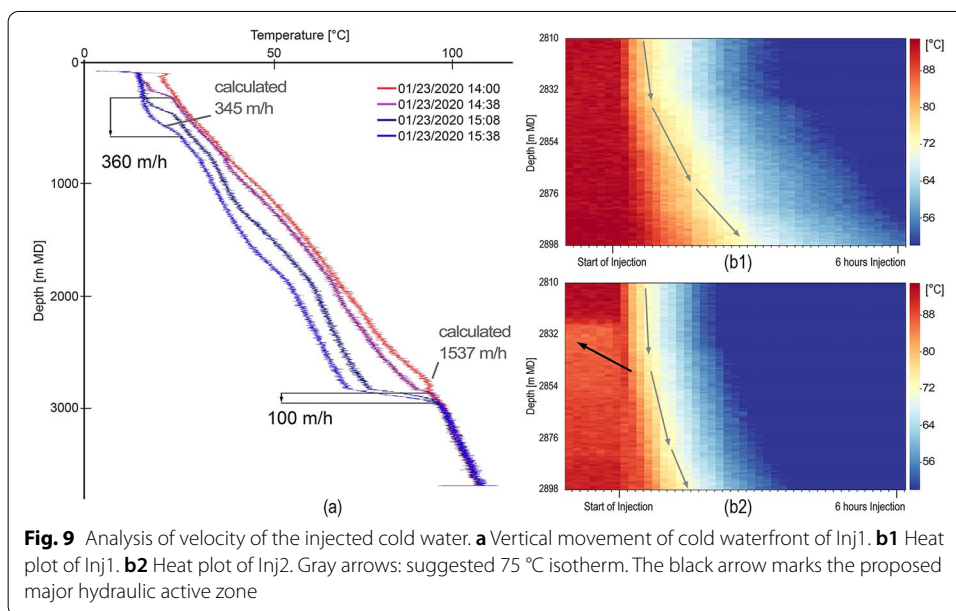 Temperature [°C]
0
50
100
0
1000
2000
3000
Depth [m MD]
calculated
345 m/h
360 m/h
01/23/2020 14:00
01/23/2020 14:38
01/23/2020 15:08
01/23/2020 15:38
calculated
1537 m/h
100 m/h
(a)
2810
2832
2854
2876
2898
Depth [m MD]
Start of Injection
6 hours Injection
(b1)
[°C]
88
80
72
64
56
2810
2832
2854
2876
2898
Depth [m MD]
Start of Injection
6 hours Injection
(b2)
[°C]
88
80
72
64
56
Fig. 9 Analysis of velocity of the injected cold water. a Vertical movement of cold waterfront of Inj1. b1 Heat
plot of Inj1. b2 Heat plot of Inj2. Gray arrows: suggested 75 °C isotherm. The black arrow marks the proposed
major hydraulic active zone